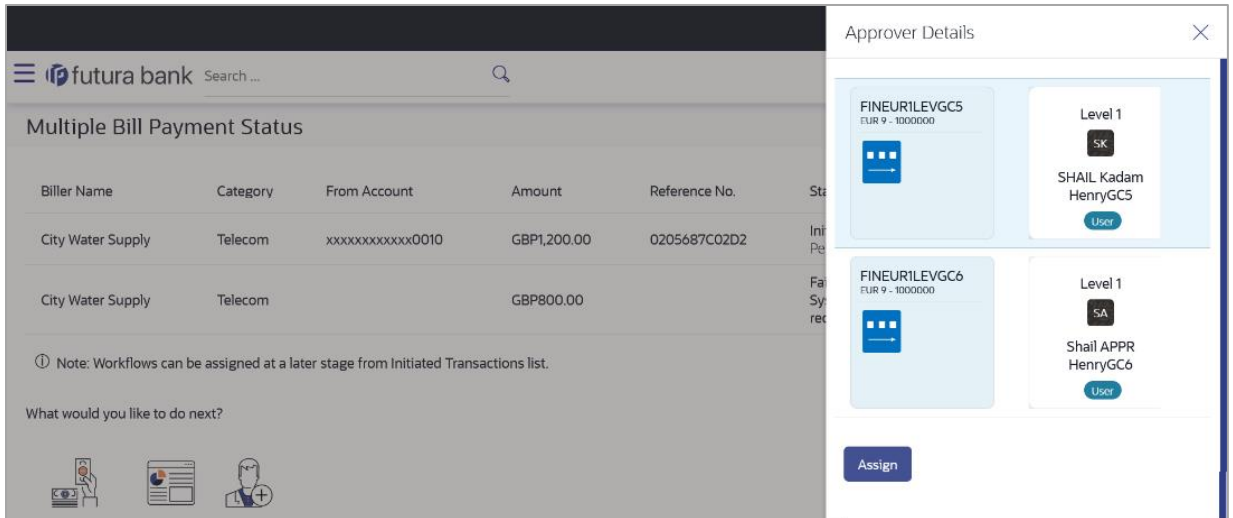 Approver Details
futura bank Search ...
Multiple Bill Payment Status
Biller Name Category From Account Amount Reference No.
City Water Supply Telecom xxxxxxxxxxxx0010 GBP1,200.00 0205687C02D2
City Water Supply Telecom GBP800.00
Note: Workflows can be assigned at a later stage from Initiated Transactions list.
What would you like to do next?
FINEUR1LEVGC5
EUR 9 - 1000000
Level 1
SK
SHAIL Kadam
HenryGC5
User
FINEUR1LEVGC6
EUR 9 - 1000000
Level 1
SA
Shail APPR
HenryGC6
User
Assign